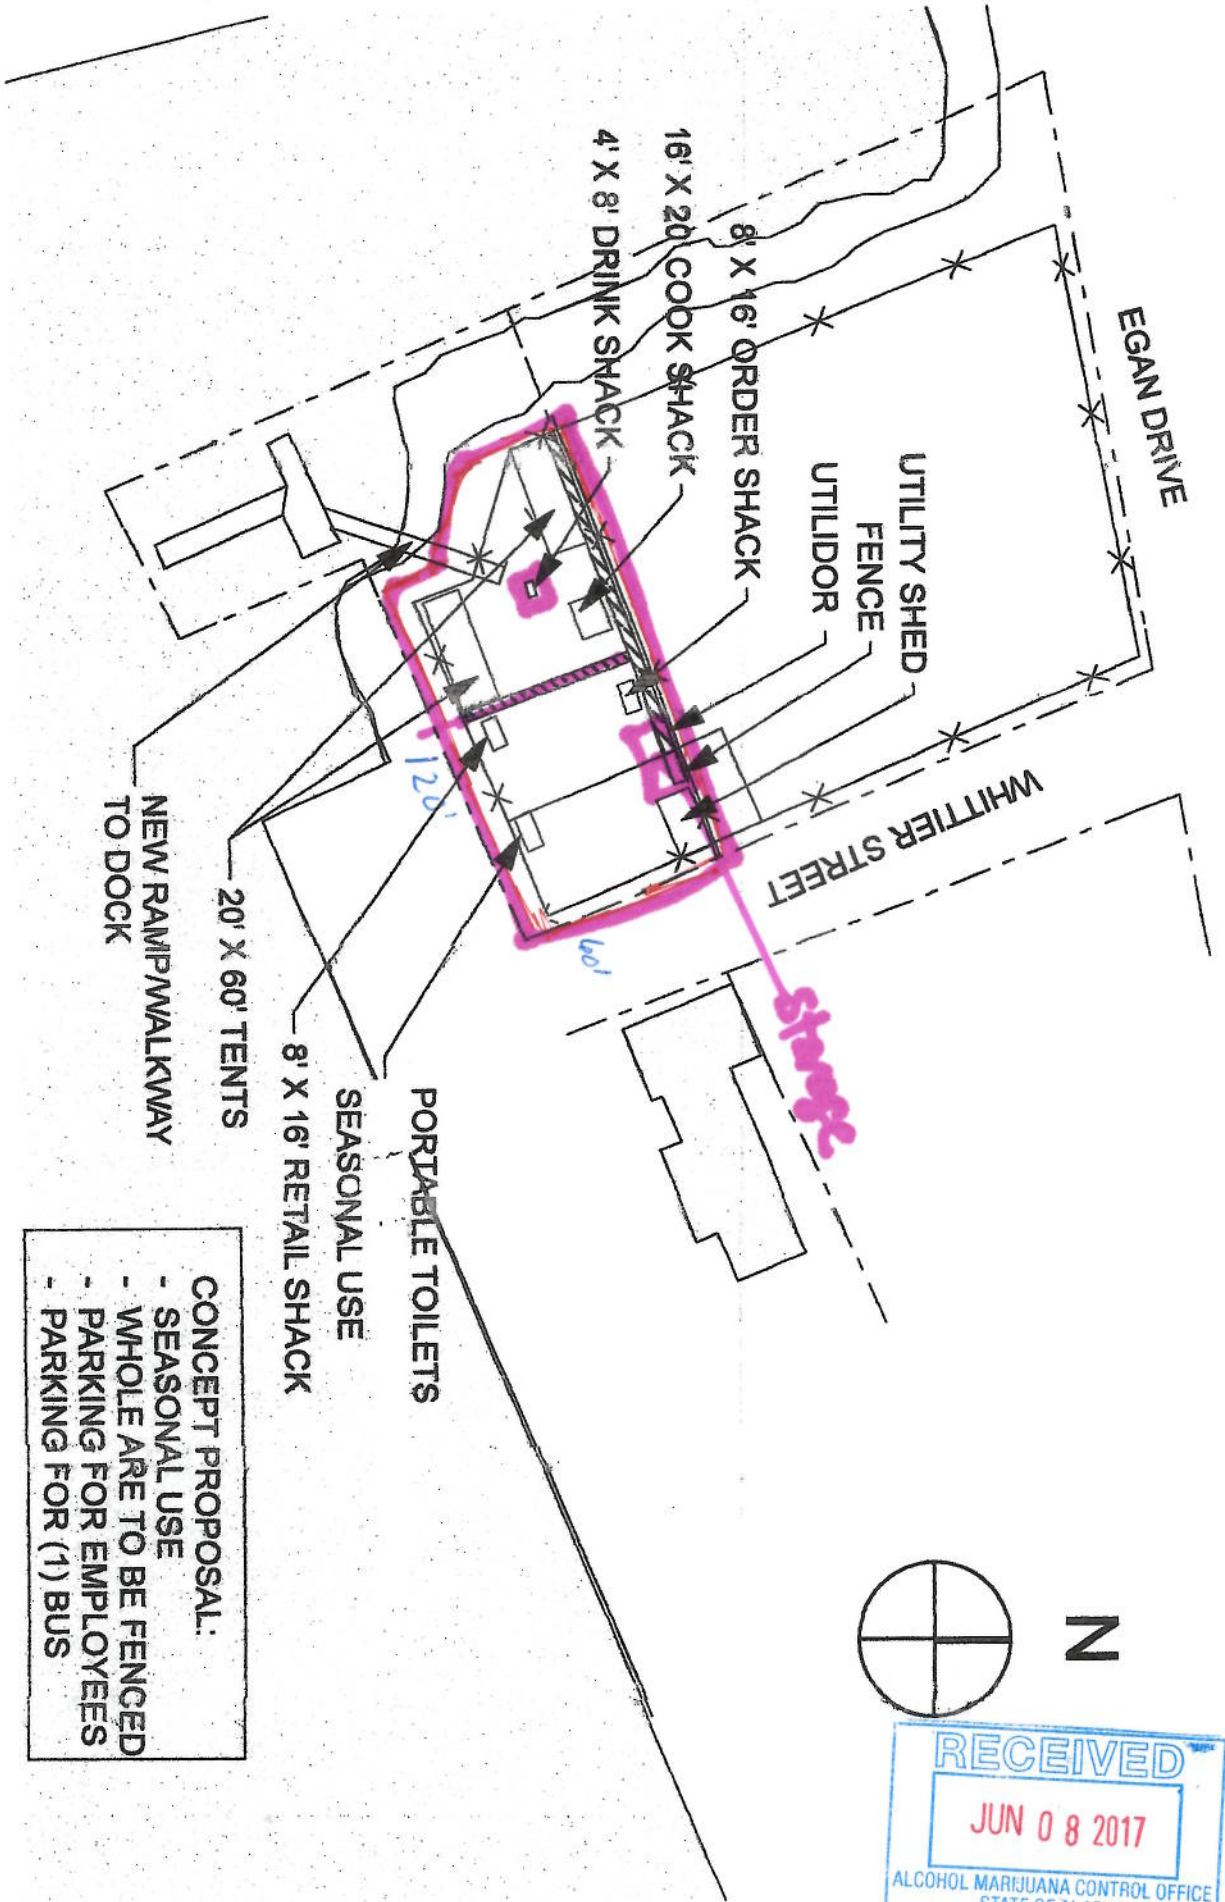 EGAN DRIVE
WHITTIER STREET
UTILITY SHED
FENCE
UTILIDOR
8' X 16' ORDER SHACK
16' X 20' COOK SHACK
4' X 8' DRINK SHACK
120'
60'
Storage
NEW RAMP/WALKWAY
TO DOCK
20' X 60' TENTS
8' X 16' RETAIL SHACK
SEASONAL USE
PORTABLE TOILETS
CONCEPT PROPOSAL:
- SEASONAL USE
- WHOLE ARE TO BE FENCED
- PARKING FOR EMPLOYEES
- PARKING FOR (1) BUS
N
RECEIVED
JUN 08 2017
ALCOHOL MARIJUANA CONTROL OFFICE